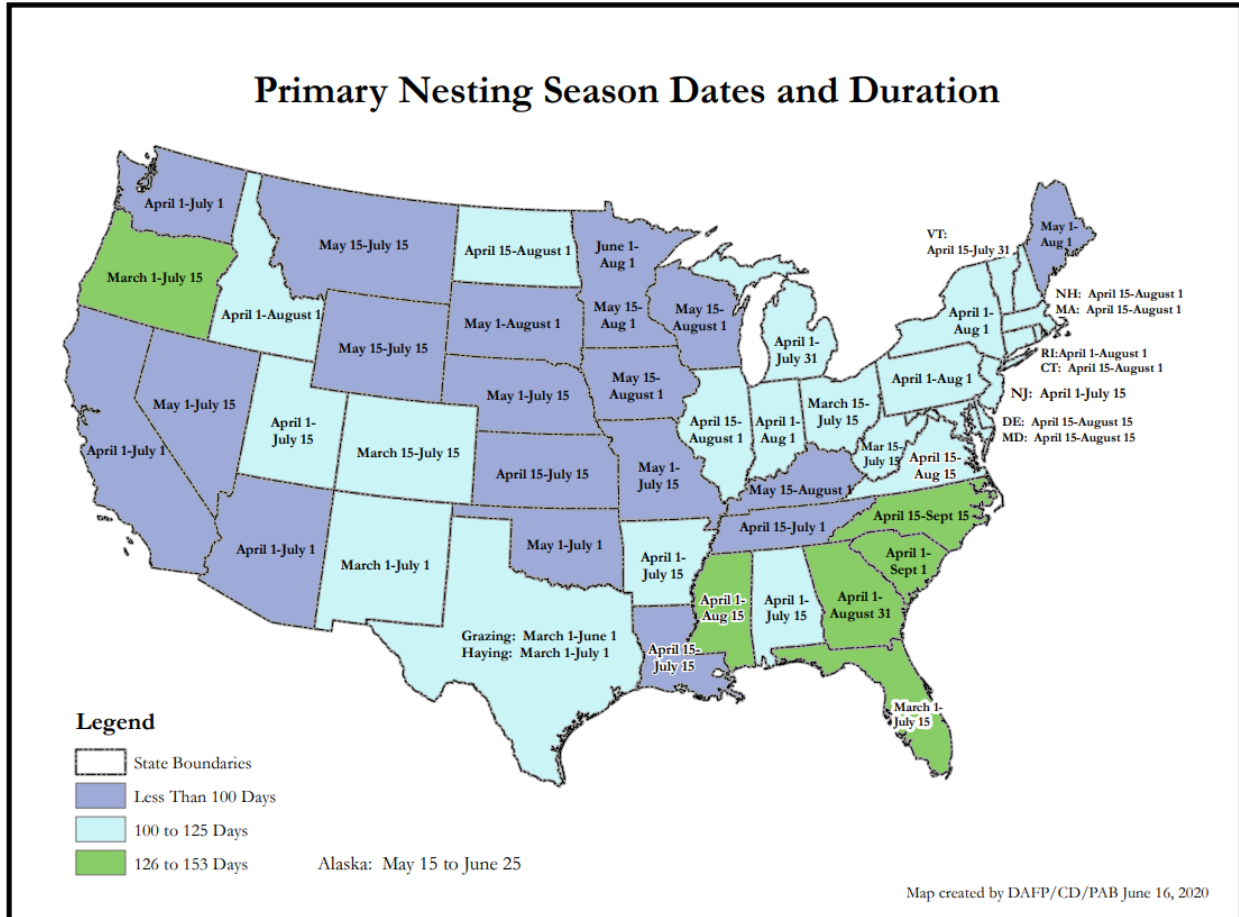 Primary Nesting Season Dates and Duration
April 1-July 1
March 1-July 15
April 1-August 1
May 15-July 15
May 15-July 15
April 15-August 1
May 1-August 1
May 1-July 15
April 15-July 15
June 1-
Aug 1
May 15-
Aug 1
May 15-
August 1
May 15-
August 1
April 1-
July 31
April 1-July 1
May 1-July 15
April 1-
July 15
March 15-July 15
April 1-July 1
March 1-July 1
May 1-July 1
Grazing: March 1-June 1
Haying: March 1-July 1
May 1-
July 15
April 15-
August 1
April 1-
Aug 1
March 15-
July 15
Mar 15-
July 15
April 15-
Aug 15
May 15-August 1
April 15-July 1
April 15-Sept 15
April 1-
Sept 1
April 1-
August 31
April 1-
July 15
April 1-
Aug 15
April 1-
July 15
April 15-
July 15
March 1-
July 15
April 1-Aug 1
April 1-
Aug 1
VT:
April 15-July 31
May 1-
Aug 1
NH: April 15-August 1
MA: April 15-August 1
RI:April 1-August 1
CT: April 15-August 1
NJ: April 1-July 15
DE: April 15-August 15
MD: April 15-August 15
Legend
State Boundaries
Less Than 100 Days
100 to 125 Days
126 to 153 Days
Alaska: May 15 to June 25
Map created by DAFP/CD/PAB June 16, 2020